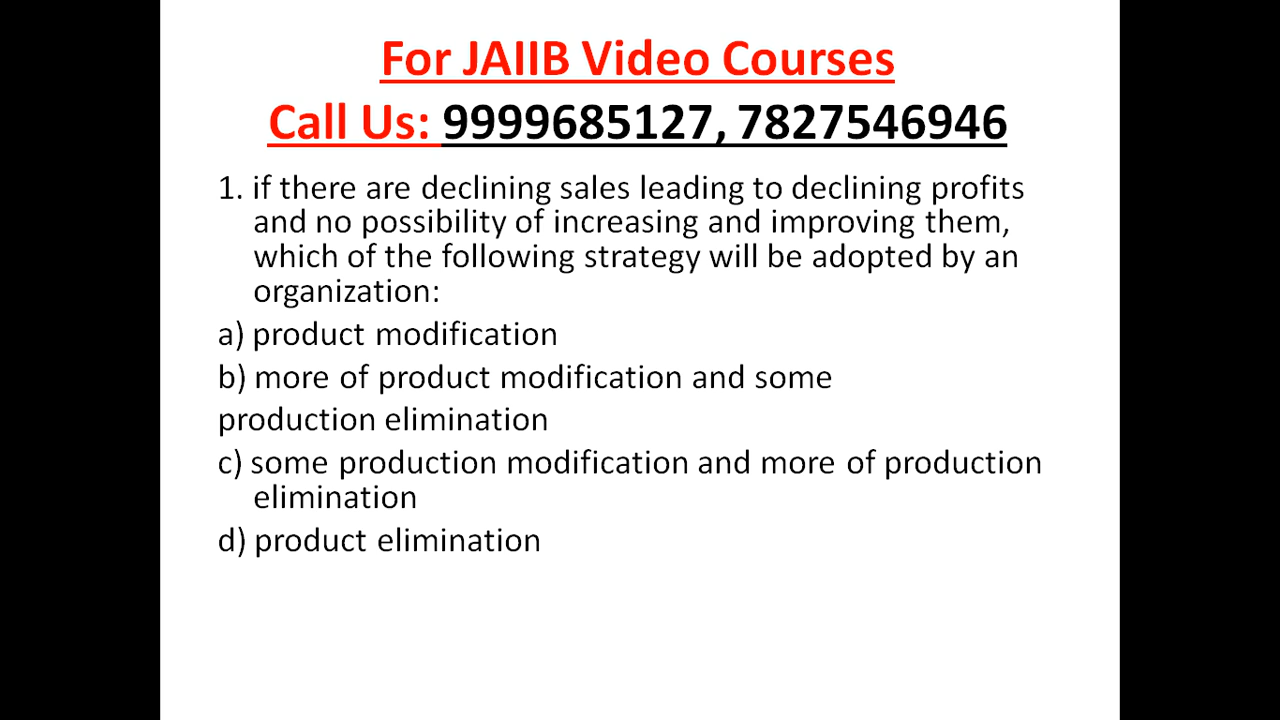 For JAIIB Video Courses
Call Us: 9999685127, 7827546946
1. if there are declining sales leading to declining profits
and no possibility of increasing and improving them,
which of the following strategy will be adopted by an
organization:
a) product modification
b) more of product modification and some
production elimination
c) some production modification and more of production
elimination
d) product elimination